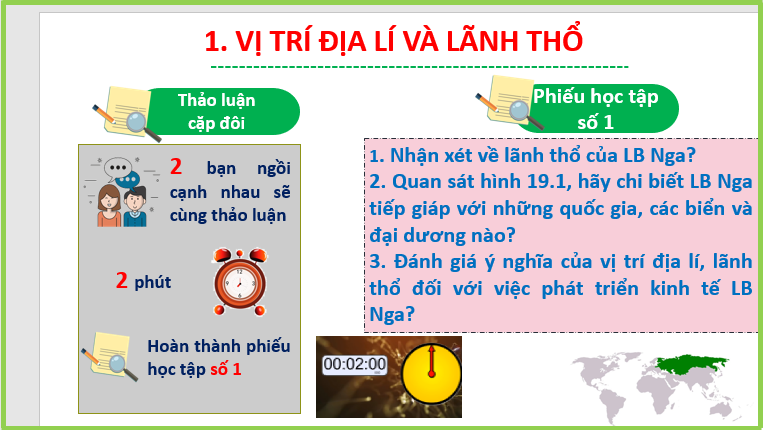 1. VỊ TRÍ ĐỊA LÍ VÀ LÃNH THỔ
Thảo luận
cặp đôi
2 bạn ngồi
cạnh nhau sẽ
cùng thảo luận
2 phút
Hoàn thành phiếu
học tập số 1
Phiếu học tập
số 1
1. Nhận xét về lãnh thổ của LB Nga?
2. Quan sát hình 19.1, hãy chi biết LB Nga
tiếp giáp với những quốc gia, các biển và
đại dương nào?
3. Đánh giá ý nghĩa của vị trí địa lí, lãnh
thổ đối với việc phát triển kinh tế LB
Nga?
00:02:00